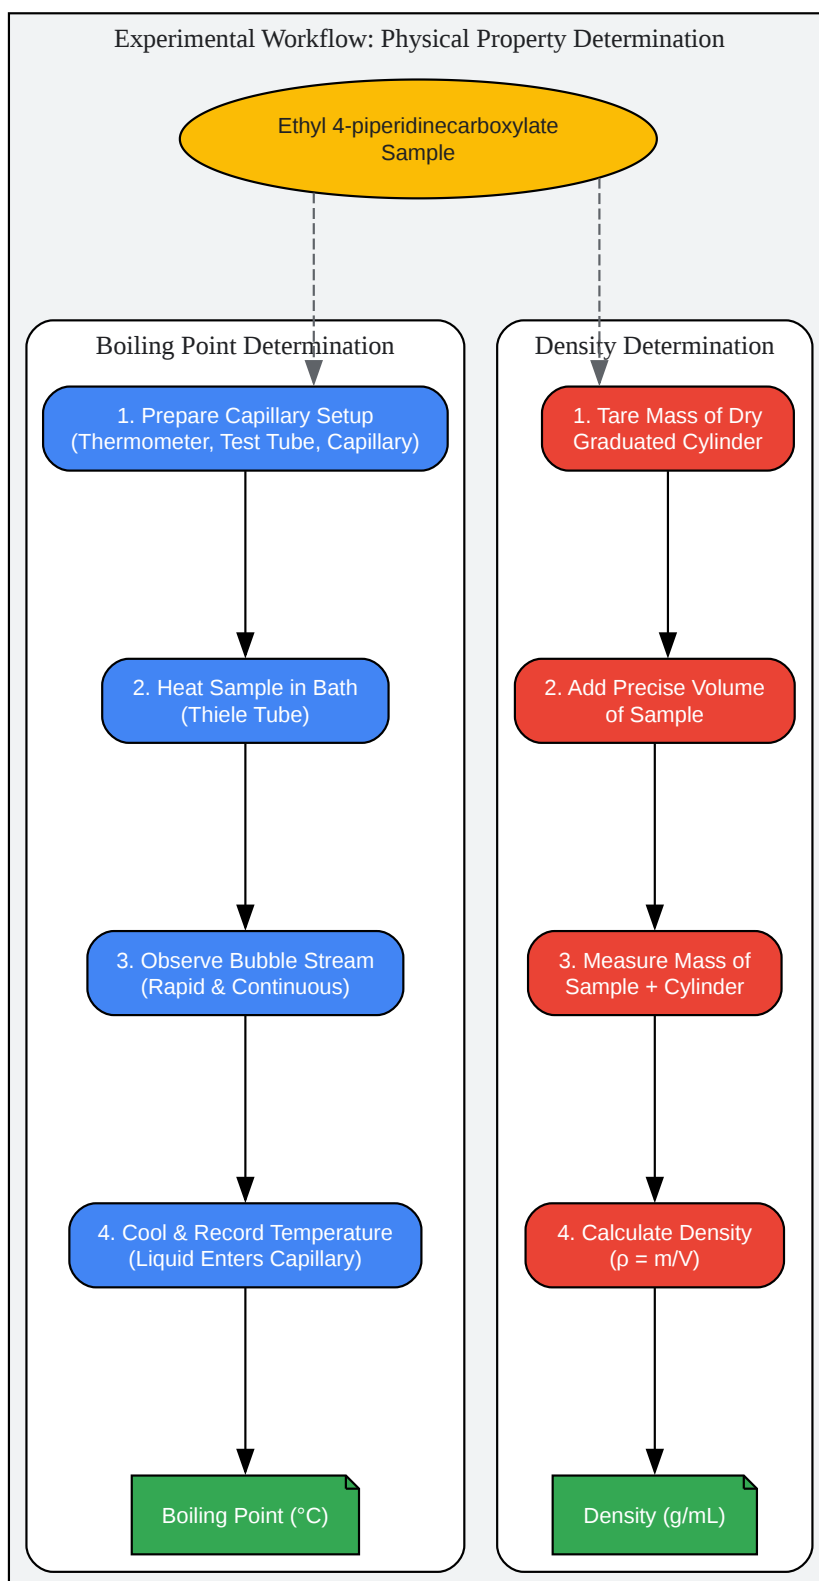 Experimental Workflow: Physical Property Determination
Ethyl 4-piperidinecarboxylate
Sample
Boiling Point Determination
1. Prepare Capillary Setup
(Thermometer, Test Tube, Capillary)
2. Heat Sample in Bath
(Thiele Tube)
3. Observe Bubble Stream
(Rapid & Continuous)
4. Cool & Record Temperature
(Liquid Enters Capillary)
Boiling Point (°C)
Density Determination
1. Tare Mass of Dry
Graduated Cylinder
2. Add Precise Volume
of Sample
3. Measure Mass of
Sample + Cylinder
4. Calculate Density
(ρ = m/V)
Density (g/mL)